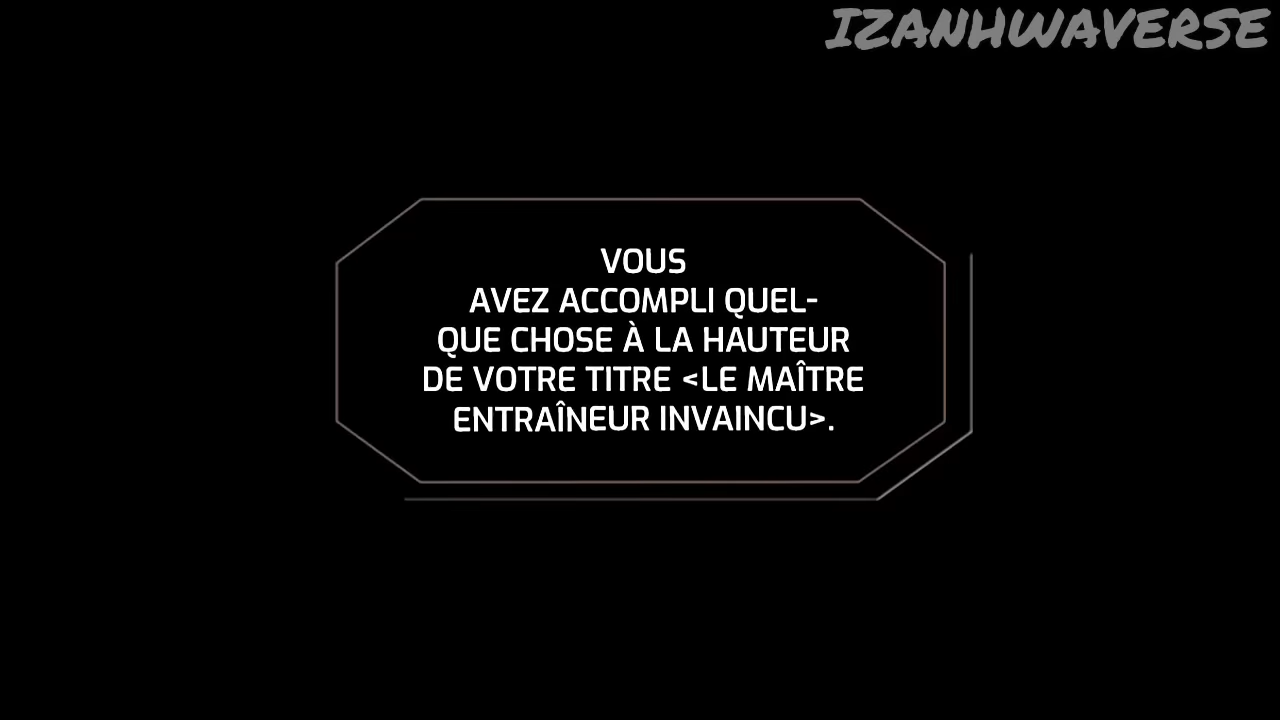 IZANHWAVERSE
VOUS
AVEZ ACCOMPLI QUEL-
QUE CHOSE À LA HAUTEUR
DE VOTRE TITRE <LE MAÎTRE
ENTRAÎNEUR INVAINCU>.